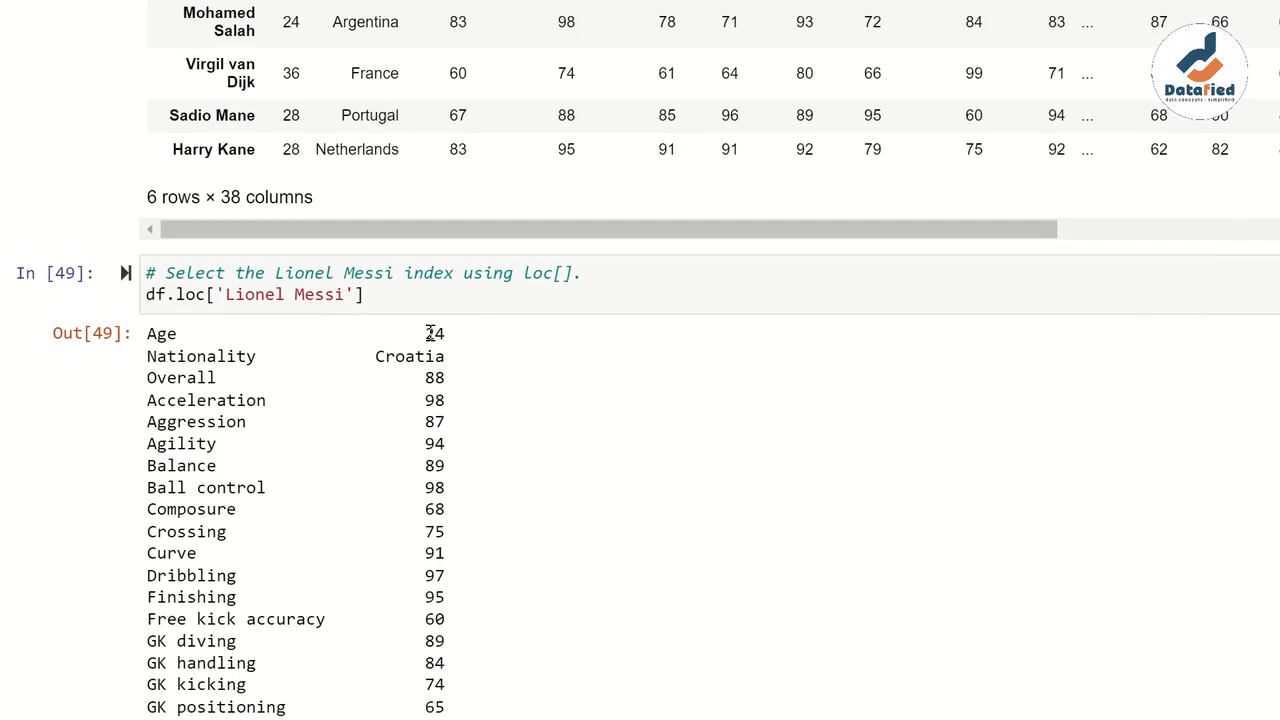 Mohamed Salah 24 Argentina 83 98 78 71 93 72 84 83 ... 87 66
Virgil van Dijk 36 France 60 74 61 64 80 66 99 71 ...
Sadio Mane 28 Portugal 67 88 85 96 89 95 60 94 ... 68
Harry Kane 28 Netherlands 83 95 91 91 92 79 75 92 ... 62 82
Datafied
data concepts - simplified
6 rows × 38 columns
In [49]: # Select the Lionel Messi index using loc[].
df.loc['Lionel Messi']
Out[49]: Age 24
Nationality Croatia
Overall 88
Acceleration 98
Aggression 87
Agility 94
Balance 89
Ball control 98
Composure 68
Crossing 75
Curve 91
Dribbling 97
Finishing 95
Free kick accuracy 60
GK diving 89
GK handling 84
GK kicking 74
GK positioning 65